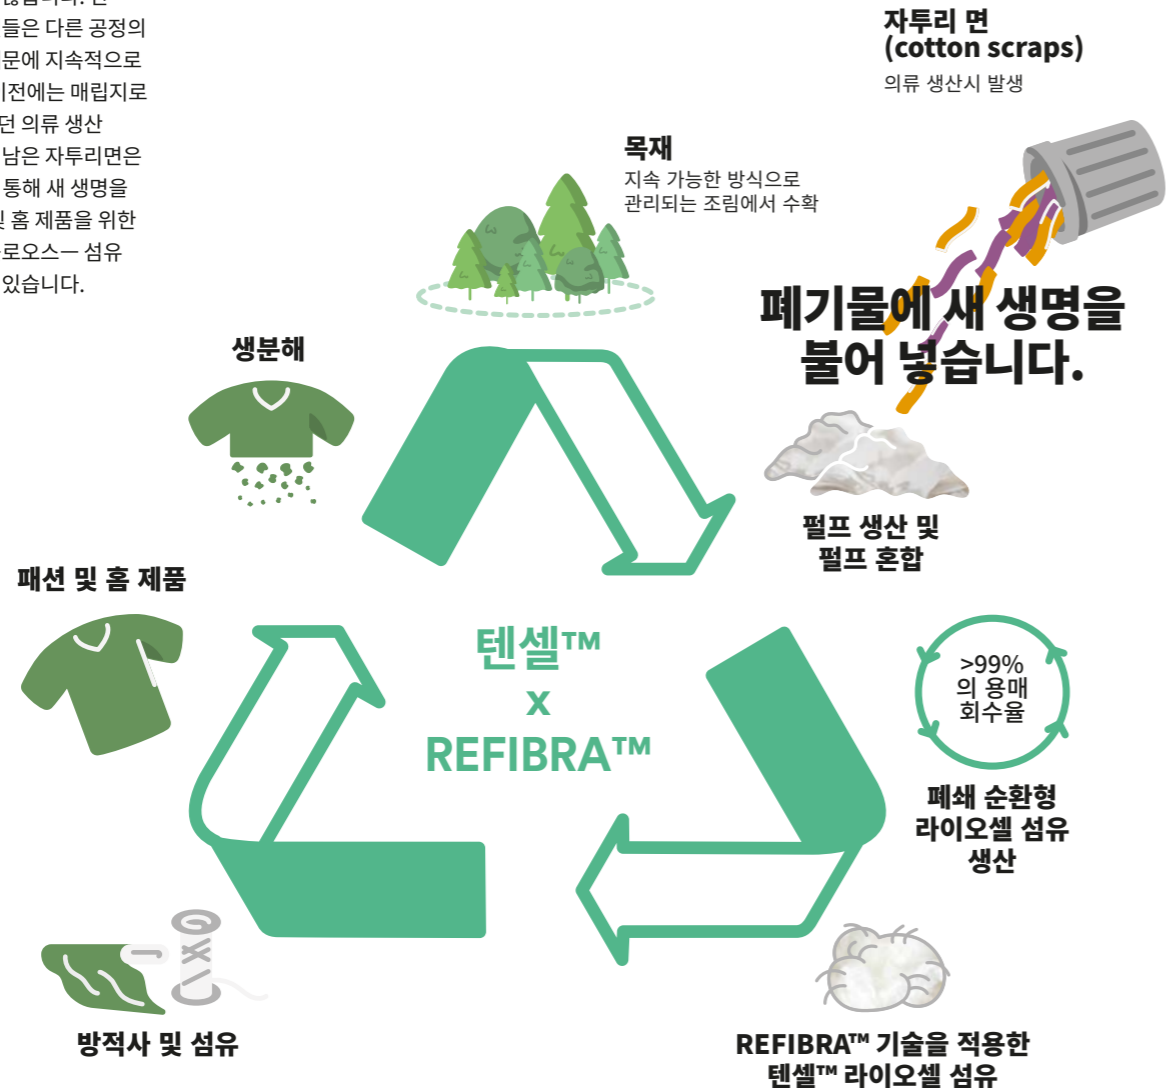 들은 다른 공정의
문에 지속적으로
이전에는 매립지로
던 의류 생산
남은 자투리면은
통해 새 생명을
및 홈 제품을 위한
로오스— 섬유
있습니다.
자투리 면
(cotton scraps)
의류 생산시 발생
목재
지속 가능한 방식으로
관리되는 조림에서 수확
폐기물에 새 생명을
불어 넣습니다.
생분해
펄프 생산 및
펄프 혼합
패션 및 홈 제품
텐셀™
x
REFIBRA™
>99%
의 용매
회수율
폐쇄 순환형
라이오셀 섬유
생산
방적사 및 섬유
REFIBRA™ 기술을 적용한
텐셀™ 라이오셀 섬유